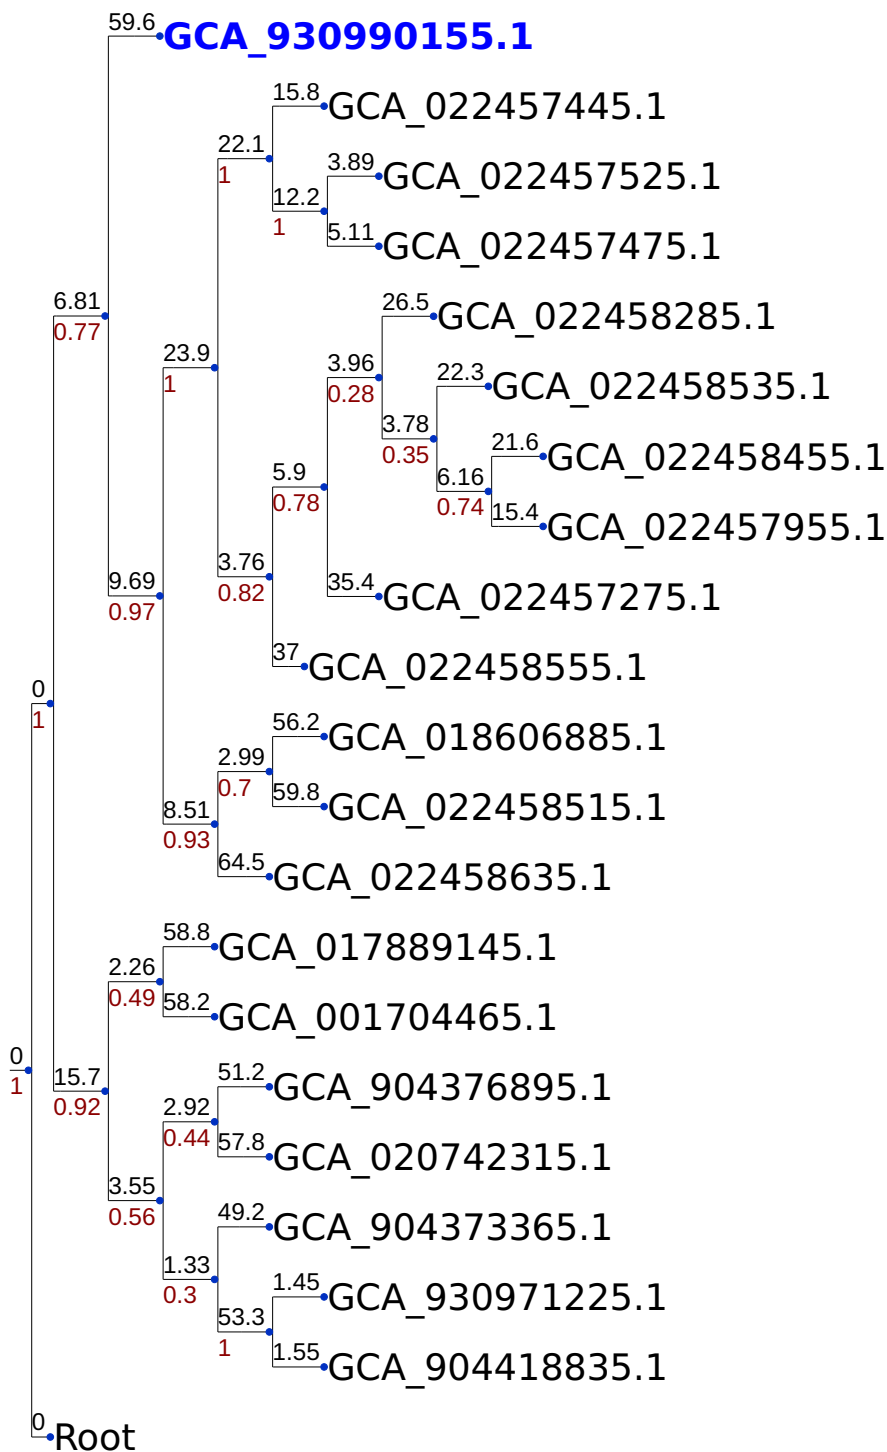 59.6 GCA_930990155.1
15.8 GCA_022457445.1
22.1
1
3.89 GCA_022457525.1
12.2
1
5.11 GCA_022457475.1
6.81
0.77
26.5 GCA_022458285.1
23.9
1
3.96
0.28
22.3 GCA_022458535.1
3.78
0.35
21.6 GCA_022458455.1
5.9
0.78
6.16
0.74
15.4 GCA_022457955.1
3.76
0.82
9.69
0.97
35.4 GCA_022457275.1
37 GCA_022458555.1
0
1
56.2 GCA_018606885.1
2.99
0.7
59.8 GCA_022458515.1
8.51
0.93
64.5 GCA_022458635.1
58.8 GCA_017889145.1
2.26
0.49
58.2 GCA_001704465.1
0
1
15.7
0.92
51.2 GCA_904376895.1
2.92
0.44
57.8 GCA_020742315.1
3.55
0.56
49.2 GCA_904373365.1
1.33
0.3
1.45 GCA_930971225.1
53.3
1
1.55 GCA_904418835.1
0 Root